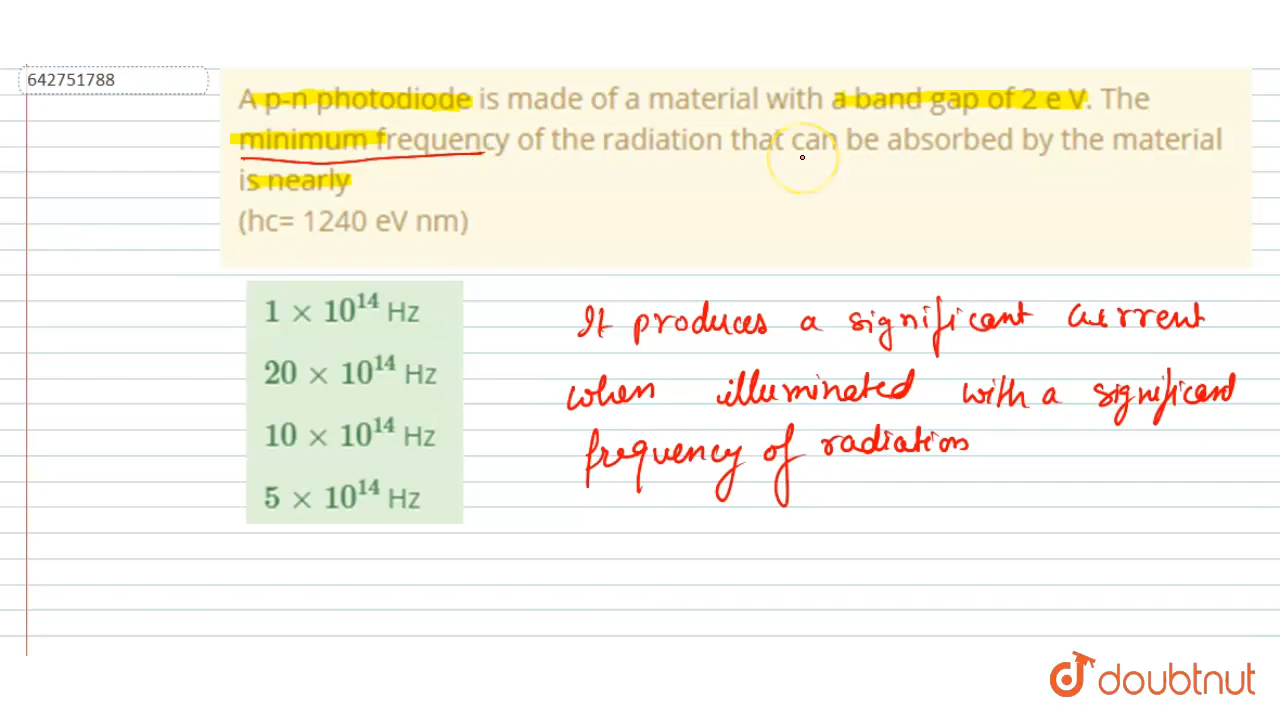 642751788
A p-n photodiode is made of a material with a band gap of 2 e V. The
minimum frequency of the radiation that can be absorbed by the material
is nearly
(hc= 1240 eV nm)
1 × 10^14 Hz
20 × 10^14 Hz
10 × 10^14 Hz
5 × 10^14 Hz
It produces a significant current
when illuminated with a significant
frequency of radiation
doubtnut